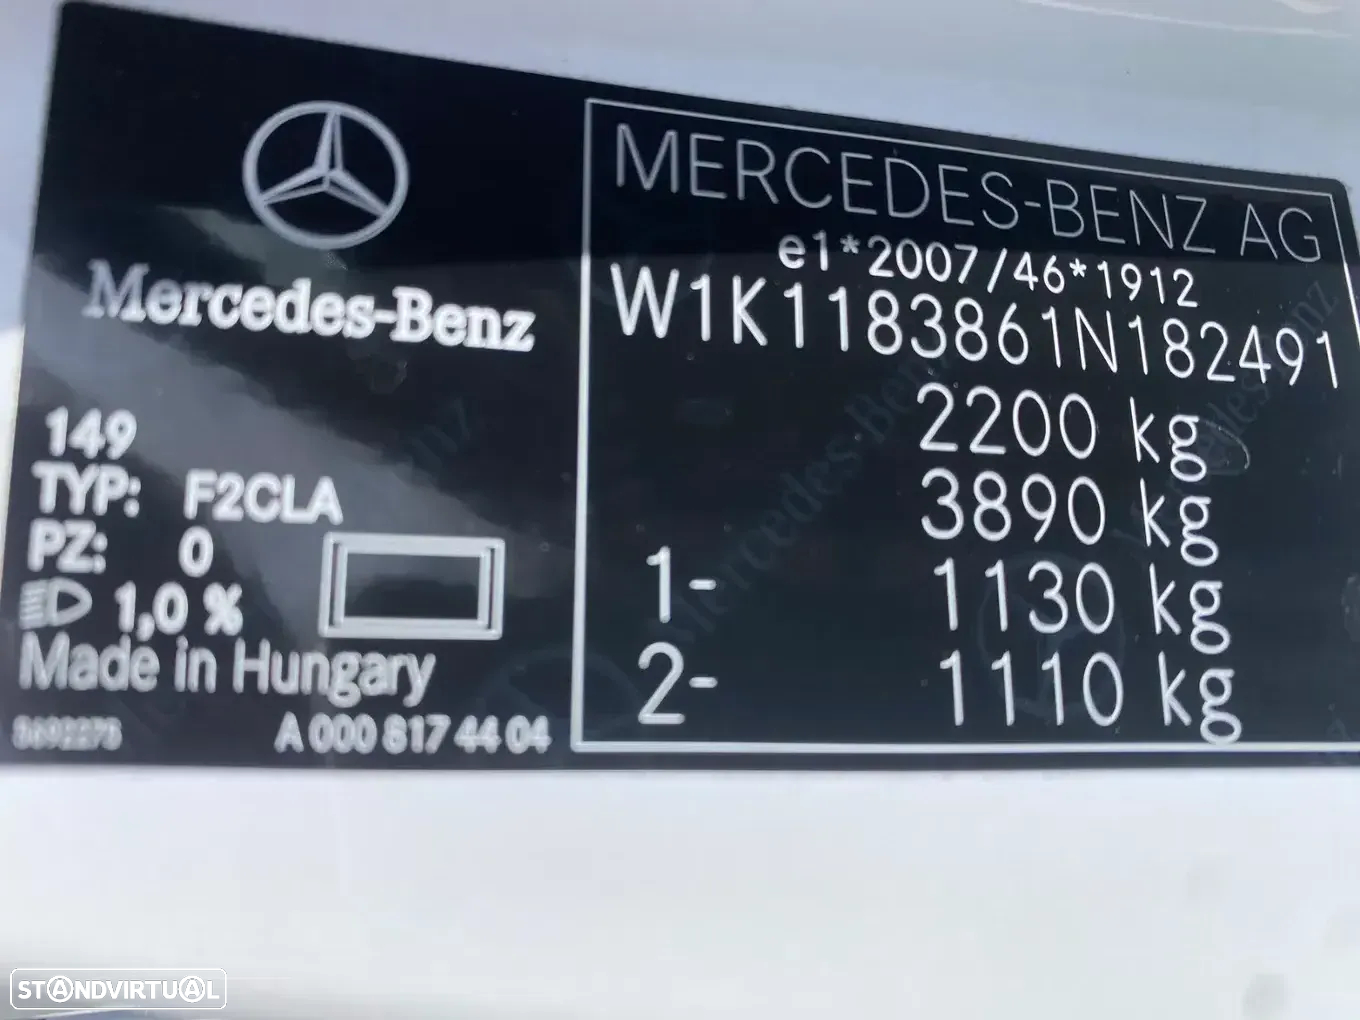 Mercedes-Benz
149
TYP: F2CLA
PZ: 0
1,0 %
Made in Hungary
A 000 817 44 04
MERCEDES-BENZ AG
e1*2007/46*1912
W1K1183861N182491
2200 kg
3890 kg
1- 1130 kg
2- 1110 kg
STANDVIRTUAL